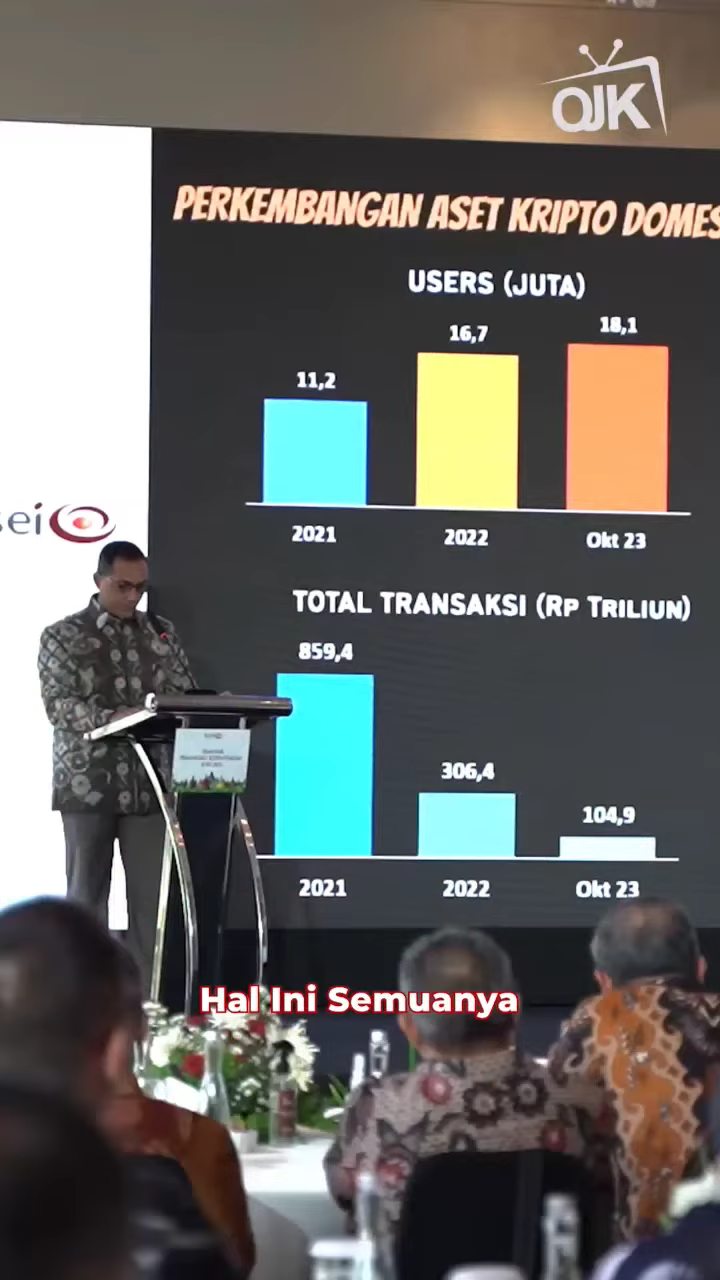 OJK
PERKEMBANGAN ASET KRIPTO DOMES
USERS (JUTA)
11,2
16,7
18,1
2021
2022
Okt 23
sei
TOTAL TRANSAKSI (RP TRILIUN)
859,4
306,4
104,9
2021
2022
Okt 23
Hal Ini Semuanya